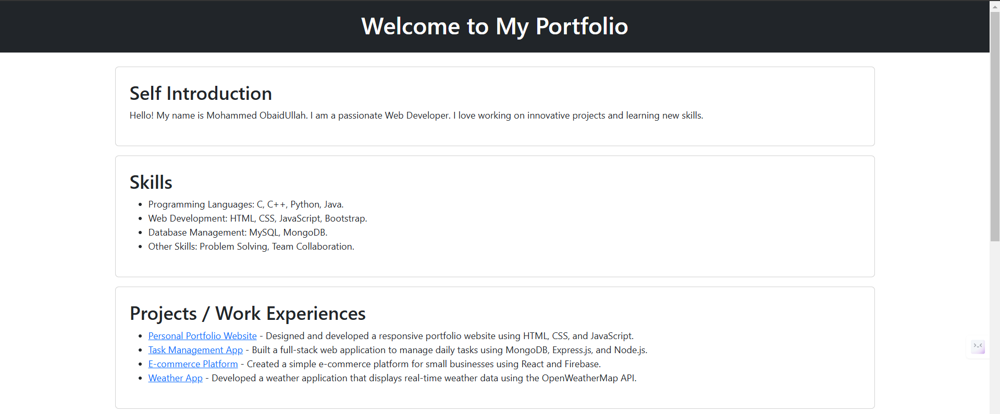 Welcome to My Portfolio
Self Introduction
Hello! My name is Mohammed ObaidUllah. I am a passionate Web Developer. I love working on innovative projects and learning new skills.
Skills
Programming Languages: C, C++, Python, Java.
Web Development: HTML, CSS, JavaScript, Bootstrap.
Database Management: MySQL, MongoDB.
Other Skills: Problem Solving, Team Collaboration.
Projects / Work Experiences
Personal Portfolio Website - Designed and developed a responsive portfolio website using HTML, CSS, and JavaScript.
Task Management App - Built a full-stack web application to manage daily tasks using MongoDB, Express.js, and Node.js.
E-commerce Platform - Created a simple e-commerce platform for small businesses using React and Firebase.
Weather App - Developed a weather application that displays real-time weather data using the OpenWeatherMap API.